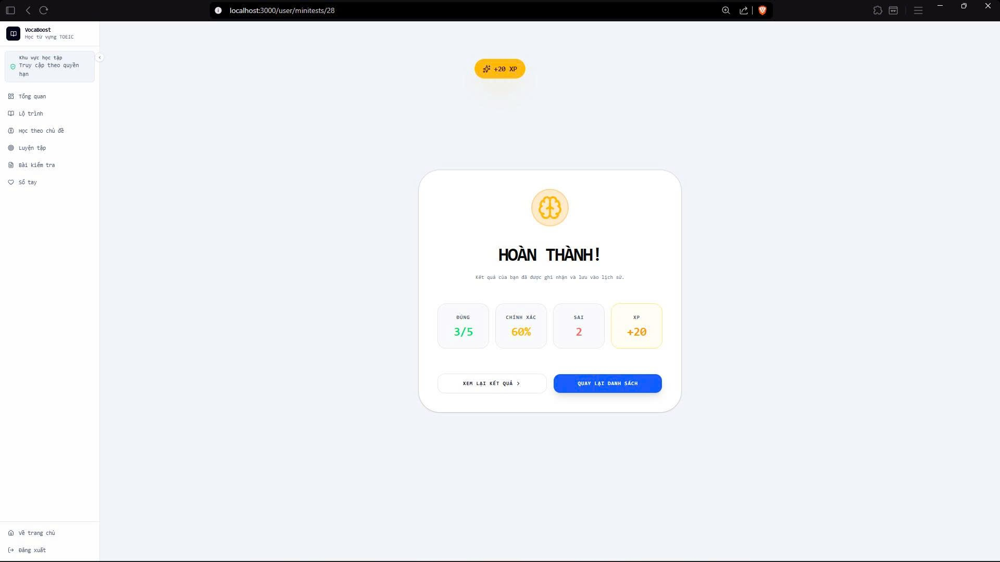 localhost:3000/user/minitests/28
VocaBoost
Học từ vựng TOEIC
Khu vực học tập
Truy cập theo quyền
hạn
Tổng quan
Lộ trình
Học theo chủ đề
Luyện tập
Bài kiểm tra
Sổ tay
Về trang chủ
Đăng xuất
+20 XP
HOÀN THÀNH!
Kết quả của bạn đã được ghi nhận và lưu vào lịch sử.
ĐÚNG
3/5
CHÍNH XÁC
60%
SAI
2
XP
+20
XEM LẠI KẾT QUẢ
QUAY LẠI DANH SÁCH